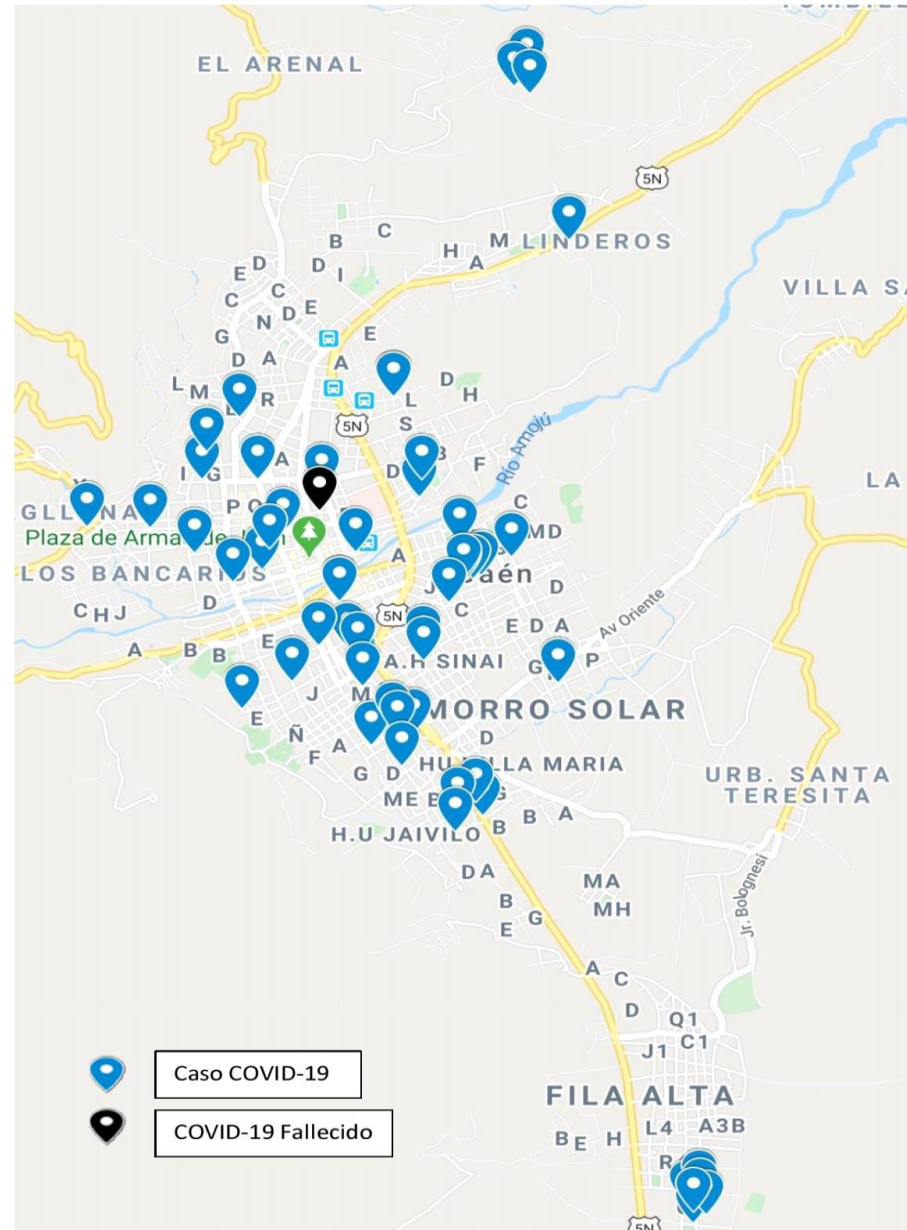 EL ARENAL
5N
B C
M LINDEROS
H
A
D
I
E D
C
C
D E
N
G
VILLA SA
D A
A
E
L
M
R
D
H
L
S
5N
I G
A
D
B
F
Río Amojú
LA
P
C
MD
Plaza de Armas de
LOS BANCARIOS
A
Jaén
C H J
D
J
C
D
5N
E D A
Av Oriente
A
B B
E
A.H SINAI
G
P
J
M
MORRO SOLAR
E
Ñ
F
A
D
G D
HU VILLA MARIA
URB. SANTA
TERESITA
ME
B
G
B
B
A
H.U JAIVILO
DA
MA
MH
B
E
G
Jr. Bolognesi
A
C
D
Q1
J1
C1
Caso COVID-19
FILA ALTA
COVID-19 Fallecido
B E H
L4
A3B
R
5N